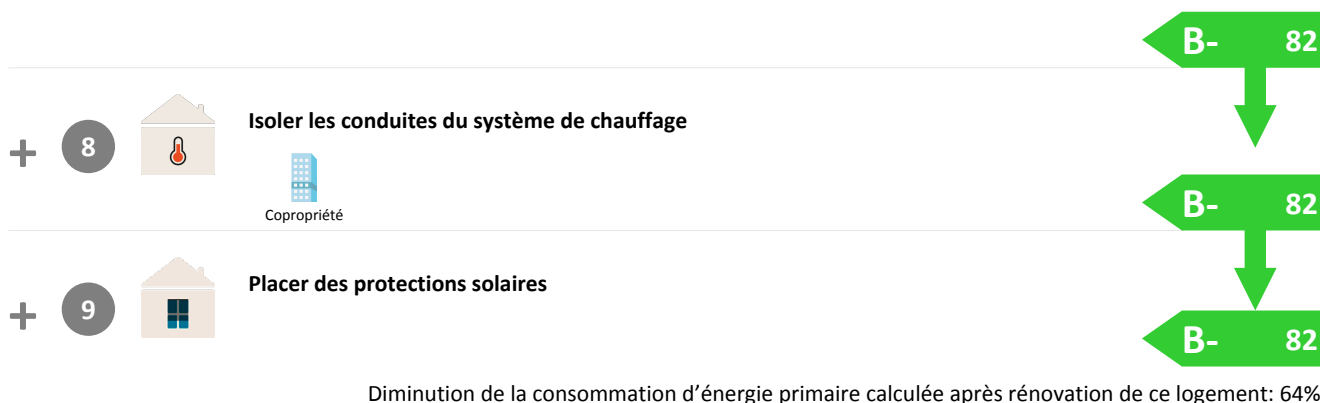 B- 82
+ 8 Isoler les conduites du système de chauffage
Copropriété
B- 82
+ 9 Placer des protections solaires
B- 82
Diminution de la consommation d'énergie primaire calculée après rénovation de ce logement: 64%